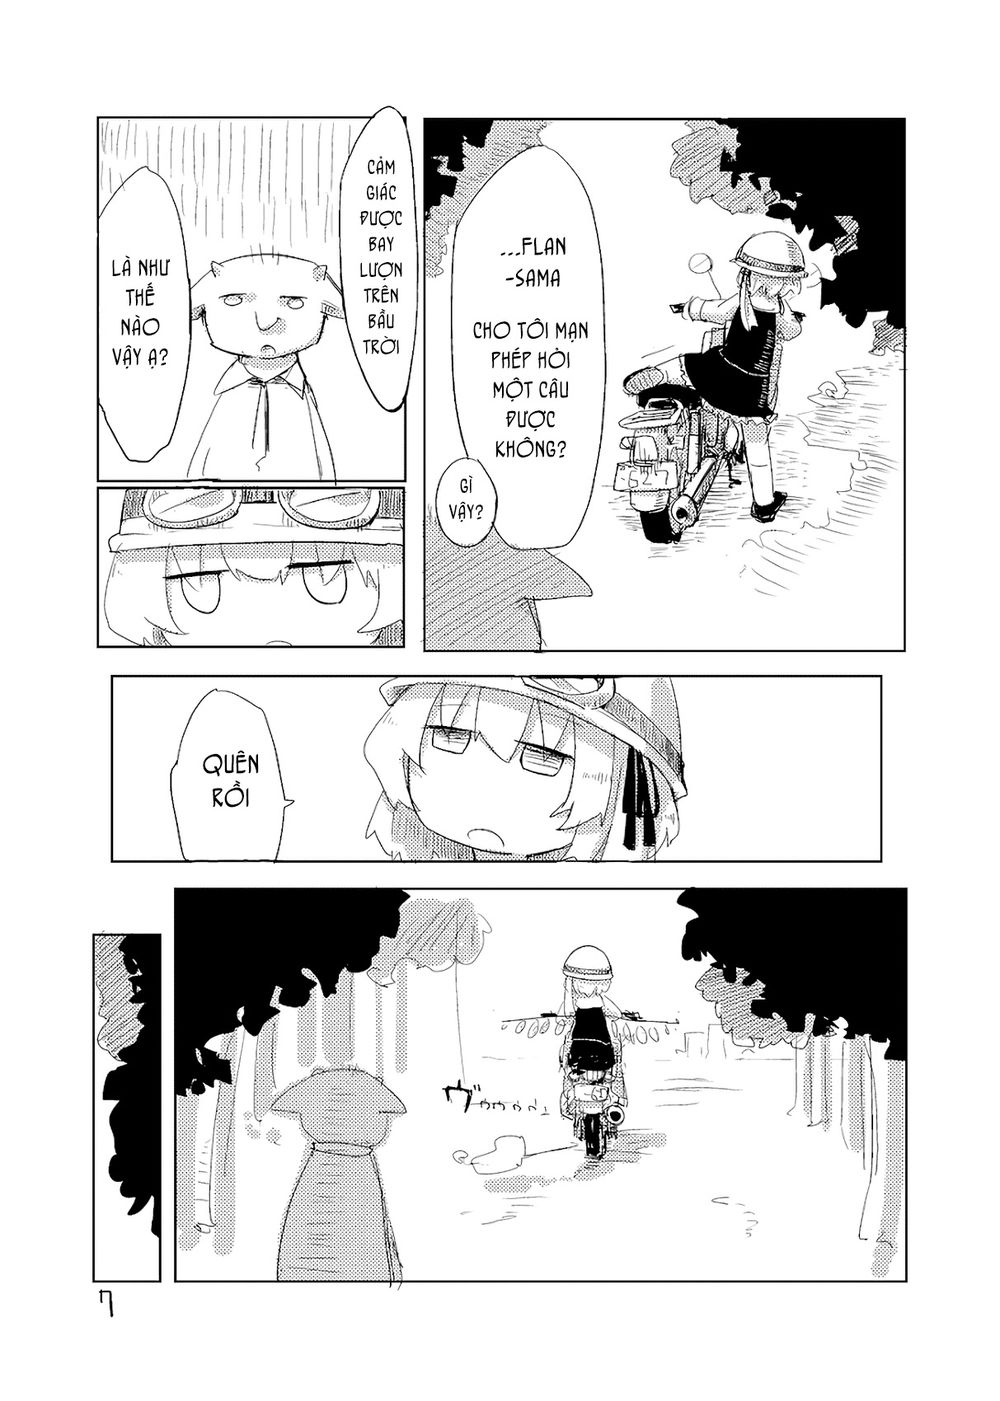 ...FLAN
-SAMA
CHO TÔI MẠN
PHÉP HỎI
MỘT CÂU
ĐƯỢC
KHÔNG?
GÌ
VẬY?
CẢM
GIÁC
ĐƯỢC
BAY
LƯỢN
TRÊN
BẦU
TRỜI
LÀ NHƯ
THẾ
NÀO
VẬY Ạ?
QUÊN
RỒI
7